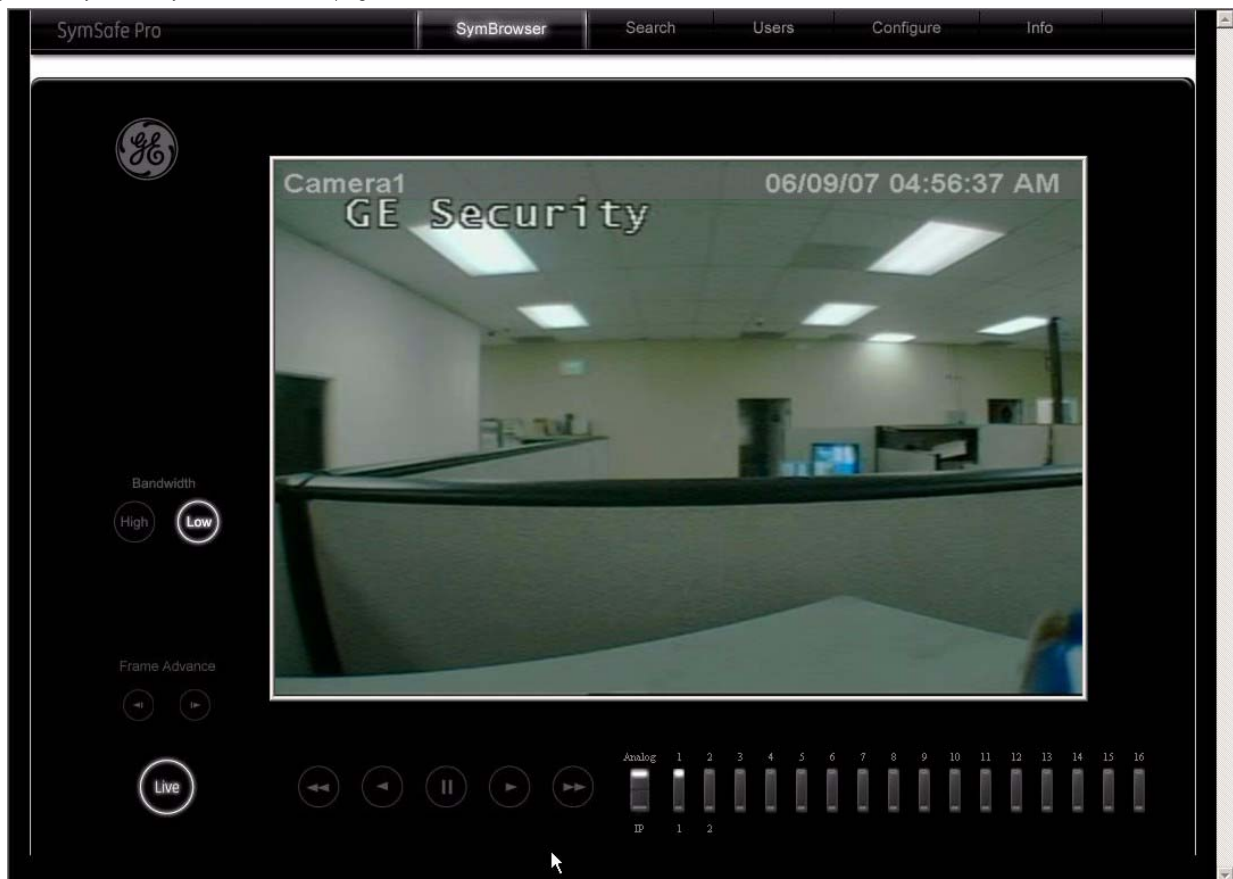 SymSafe Pro SymBrowser Search Users Configure Info
GE
Camera1 06/09/07 04:56:37 AM
GE Security
Bandwidth
High Low
Frame Advance
Live
Analog 1 2 3 4 5 6 7 8 9 10 11 12 13 14 15 16
IP 1 2